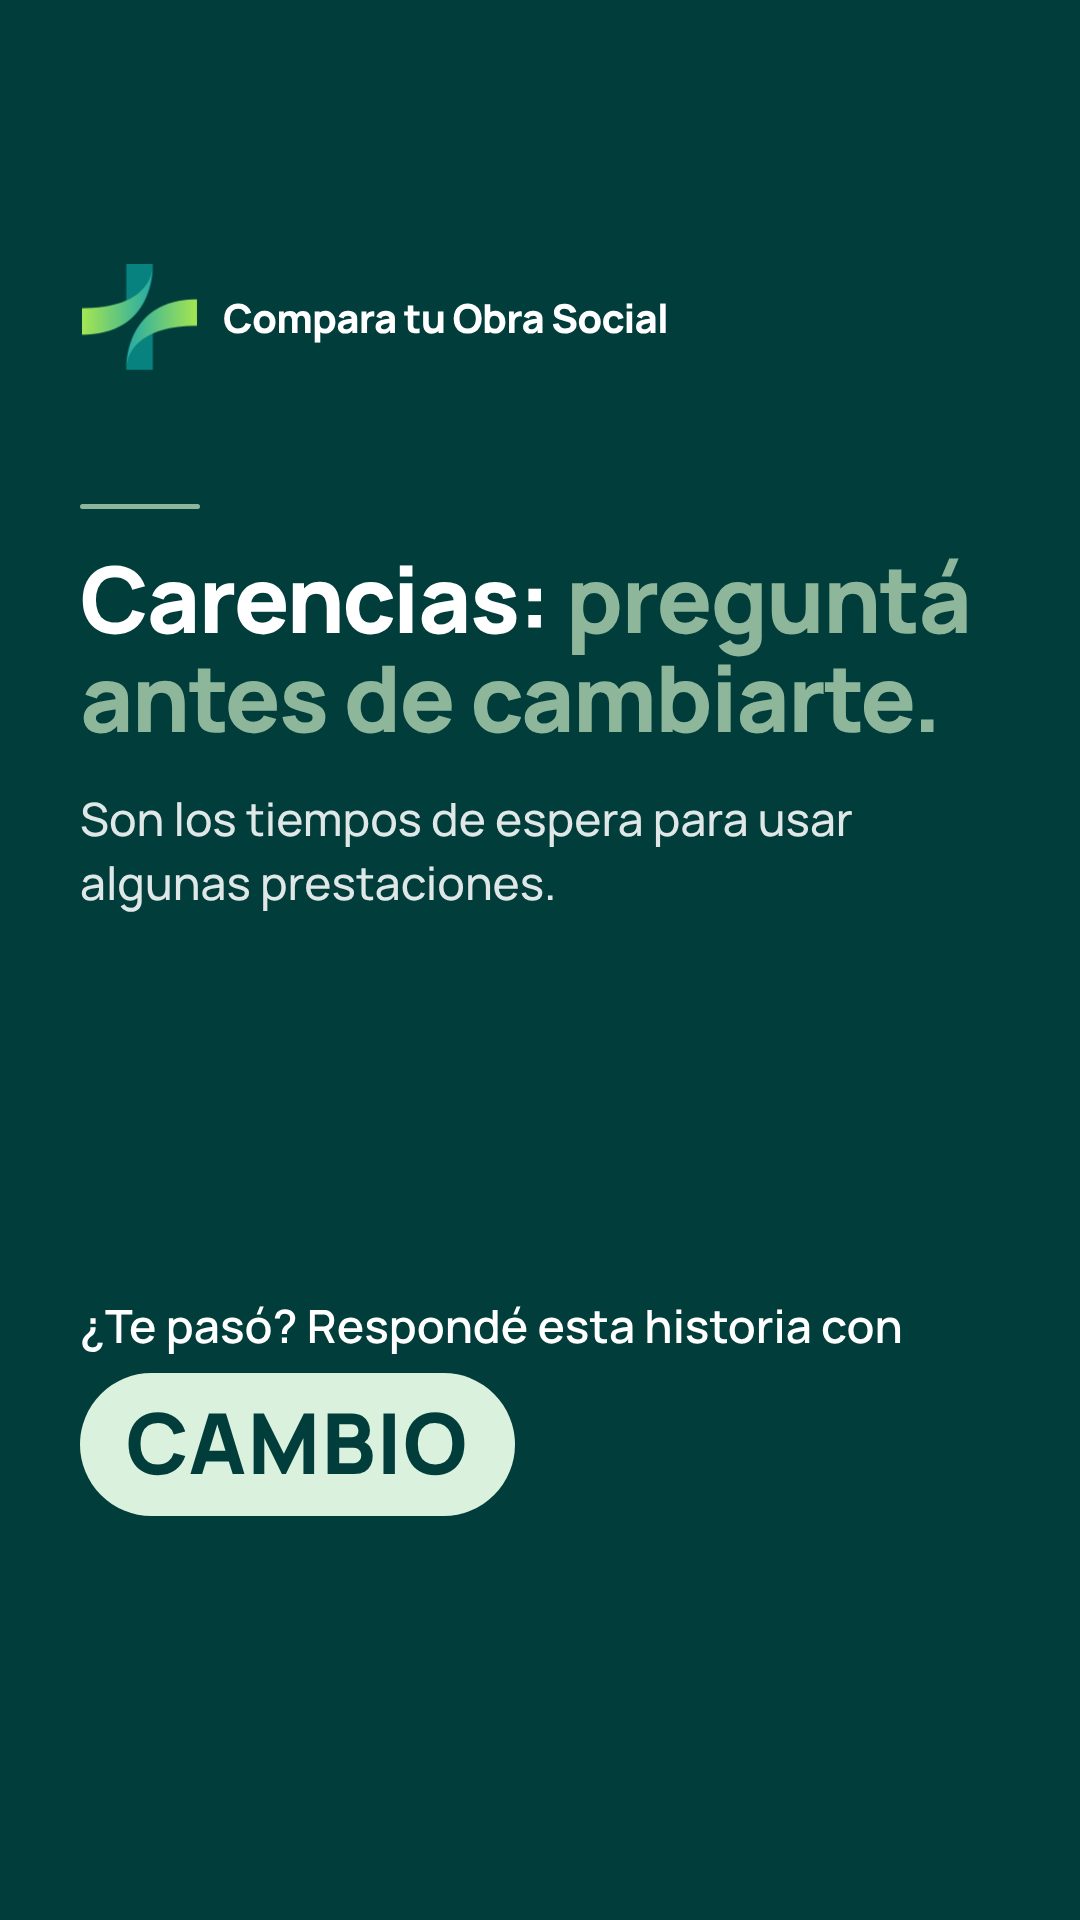 Compara tu Obra Social
Carencias: preguntá
antes de cambiarte.
Son los tiempos de espera para usar
algunas prestaciones.
¿Te pasó? Respondé esta historia con
CAMBIO